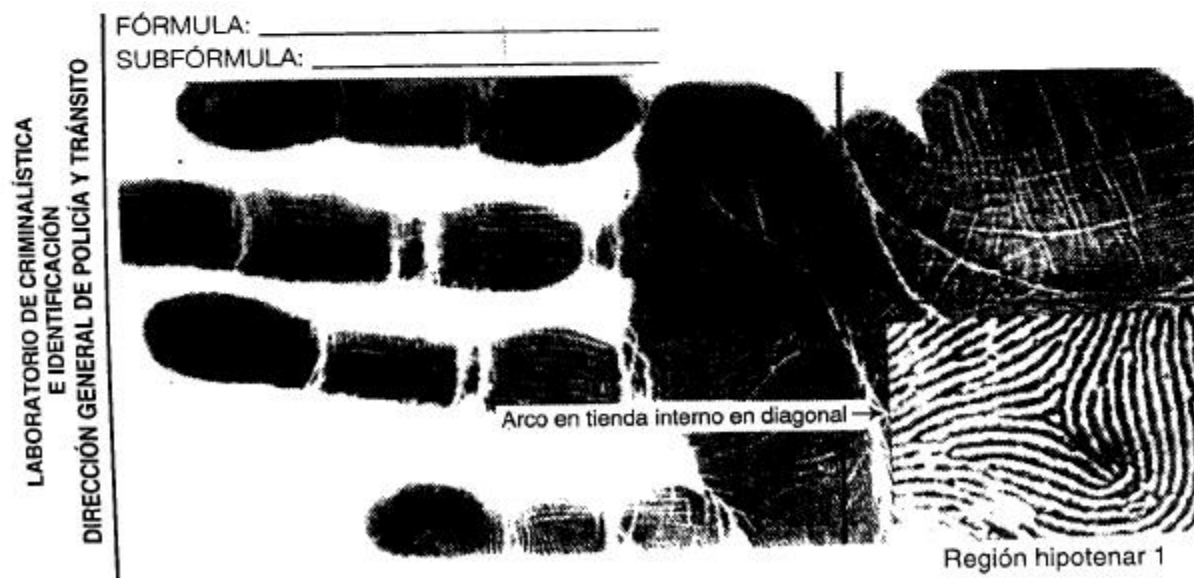 LABORATORIO DE CRIMINALÍSTICA
E IDENTIFICACIÓN
DIRECCIÓN GENERAL DE POLICÍA Y TRÁNSITO
FÓRMULA:
SUBFÓRMULA:
Arco en tienda interno en diagonal
Región hipotenar 1